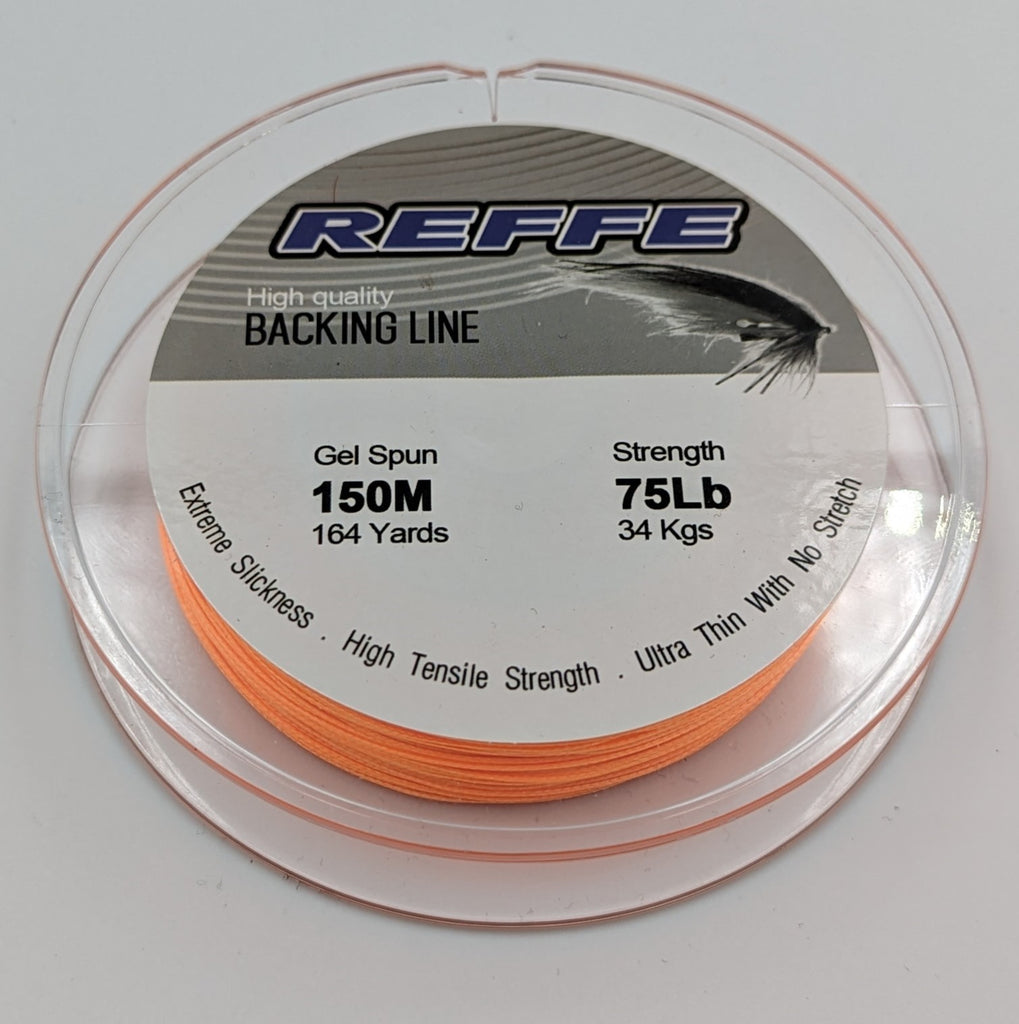 REFFE
High quality
BACKING LINE
Gel Spun
150M
164 Yards
Strength
75Lb
34 Kgs
Extreme Slickness . High Tensile Strength . Ultra Thin With No Stretch